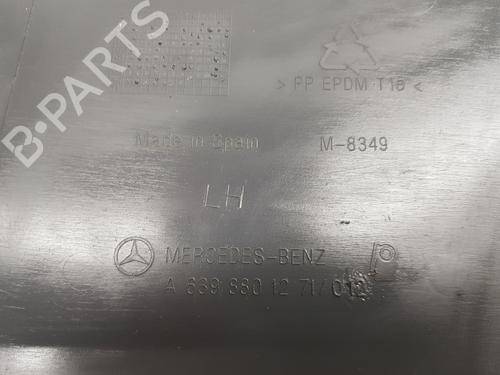 B-PARTS
> PP EPDM T16 <
Made in Spain
M-8349
LH
MERCEDES-BENZ
A 639 880 12 71/012